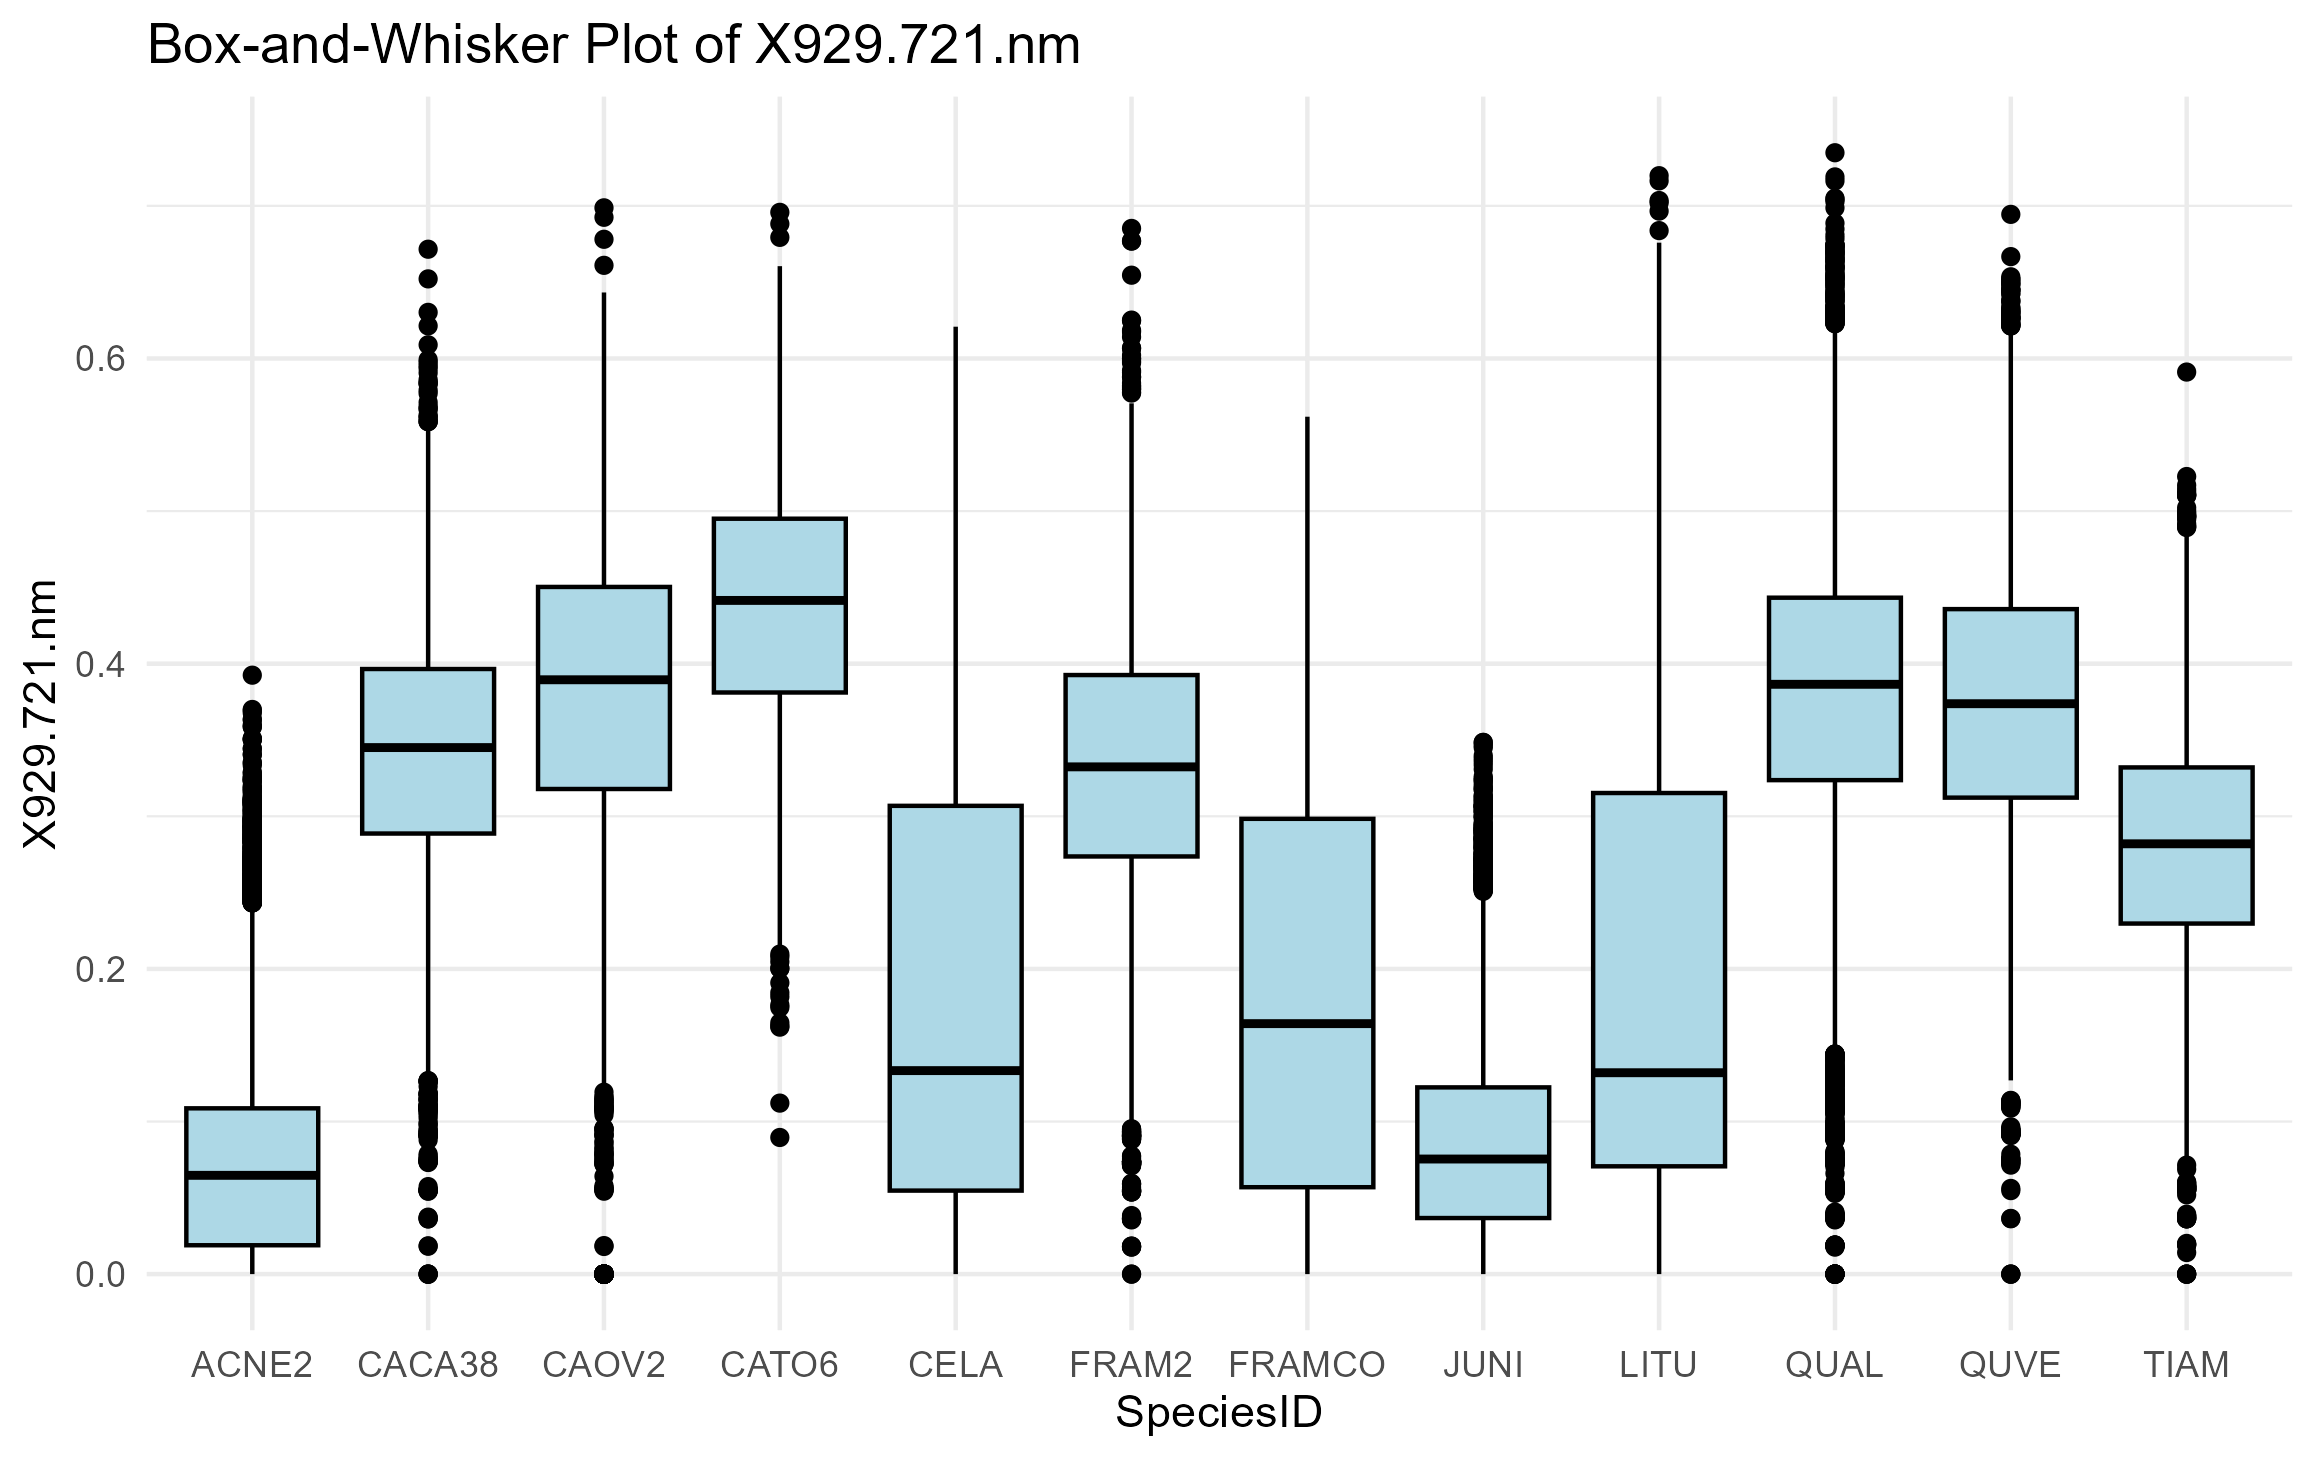 Box-and-Whisker Plot of X929.721.nm
X929.721.nm
0.6
0.4
0.2
0.0
ACNE2 CACA38 CAOV2 CATO6 CELA FRAM2 FRAMCO JUNI LITU QUAL QUVE TIAM
SpeciesID